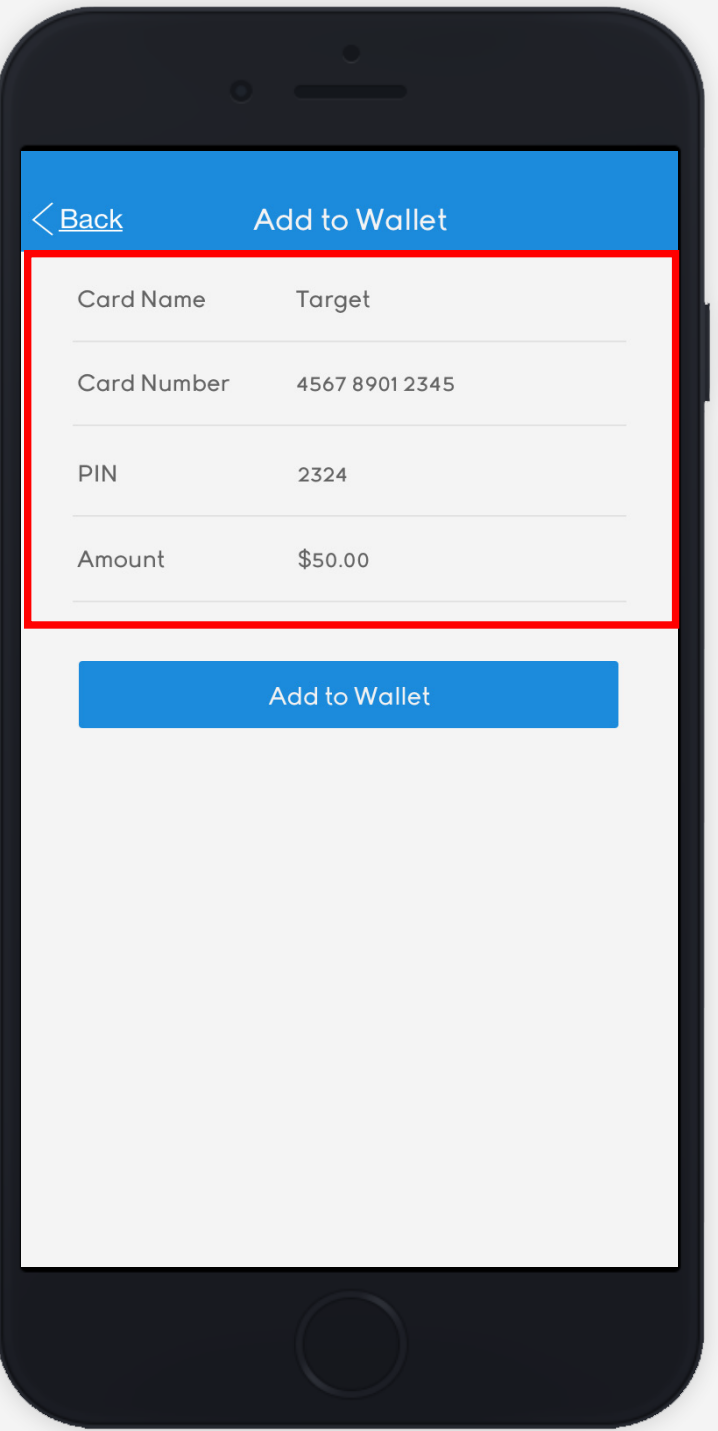 Back Add to Wallet
Card Name Target
Card Number 4567 8901 2345
PIN 2324
Amount $50.00
Add to Wallet